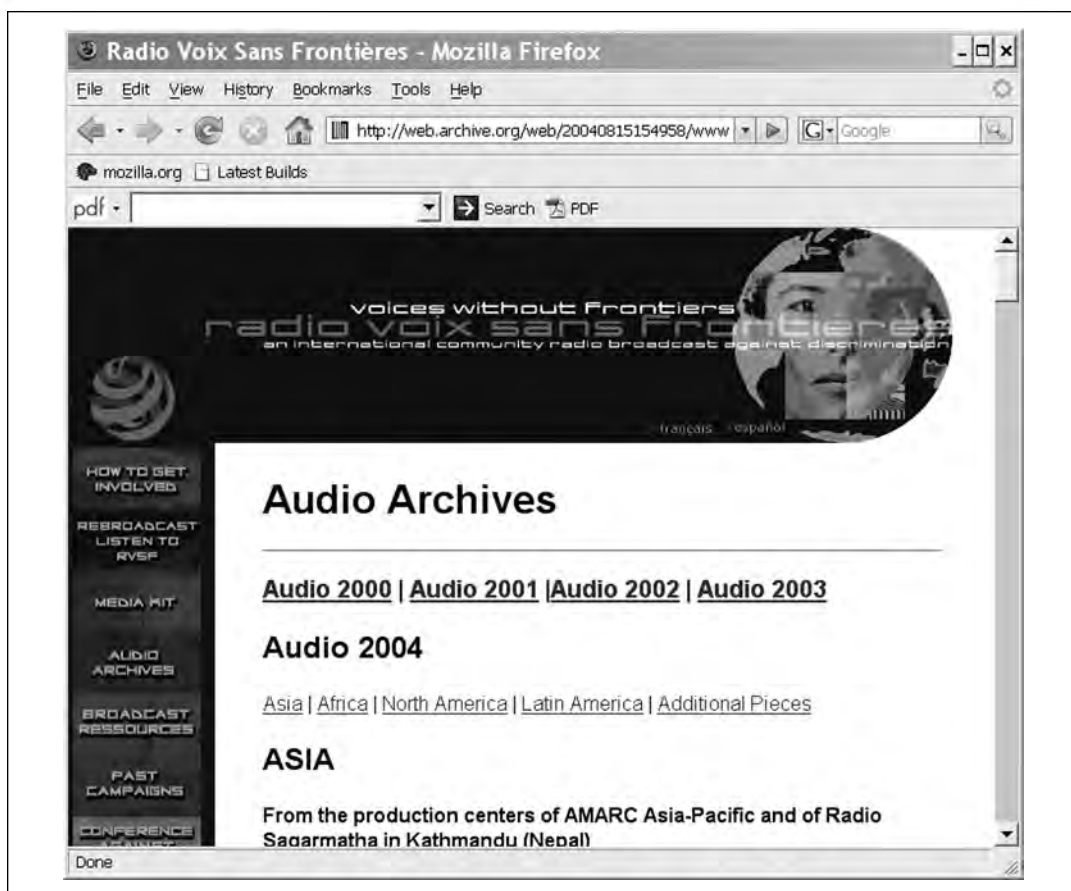 Radio Voix Sans Frontières - Mozilla Firefox
File Edit View History Bookmarks Tools Help
http://web.archive.org/web/20040815154958/www
G Google
mozilla.org Latest Builds
pdf Search PDF
voices without Frontiers
radio voix sans Frontieres
an international community radio broadcast against discrimination
français español
HOW TO GET
INVOLVED
REBROADCAST
LISTEN TO
RVSF
MEDIA KIT
AUDIO
ARCHIVES
BROADCAST
RESSOURCES
PAST
CAMPAIGNS
CONFERENCE
AGAINST
Audio Archives
Audio 2000 | Audio 2001 |Audio 2002 | Audio 2003
Audio 2004
Asia | Africa | North America | Latin America | Additional Pieces
ASIA
From the production centers of AMARC Asia-Pacific and of Radio
Sagarmatha in Kathmandu (Nepal)
Done